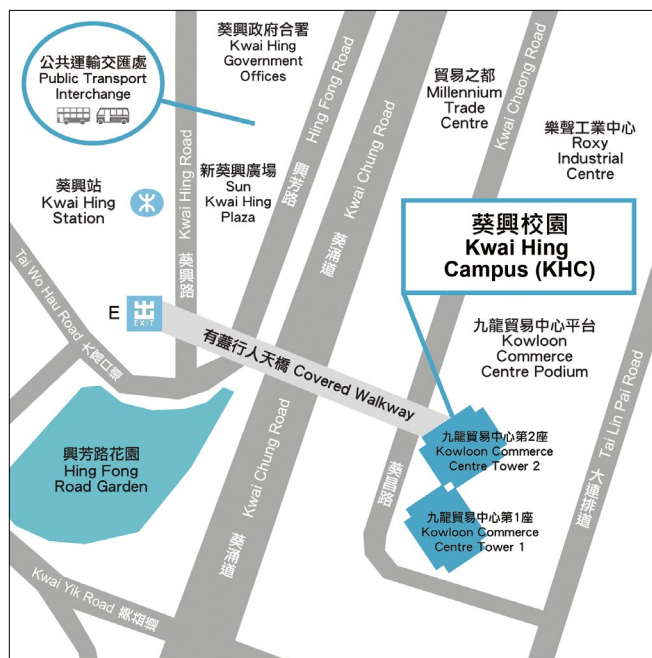 公共運輸交匯處
Public Transport
Interchange
葵興政府合署
Kwai Hing
Government
Offices
Hing Fong Road
興芳路
Kwai Chung Road
葵涌道
貿易之都
Millennium
Trade
Centre
Kwai Cheong Road
葵昌路
樂聲工業中心
Roxy
Industrial
Centre
葵興站
Kwai Hing
Station
Kwai Hing Road
葵興路
新葵興廣場
Sun
Kwai Hing
Plaza
葵興校園
Kwai Hing
Campus (KHC)
Tai Wo Hau Road 大窩口道
E
出
EXIT
有蓋行人天橋 Covered Walkway
九龍貿易中心平台
Kowloon
Commerce
Centre Podium
Tai Lin Pai Road
大連排道
興芳路花園
Hing Fong
Road Garden
Kwai Chung Road
葵涌道
九龍貿易中心第2座
Kowloon Commerce
Centre Tower 2
九龍貿易中心第1座
Kowloon Commerce
Centre Tower 1
Kwai Yik Road 葵益道